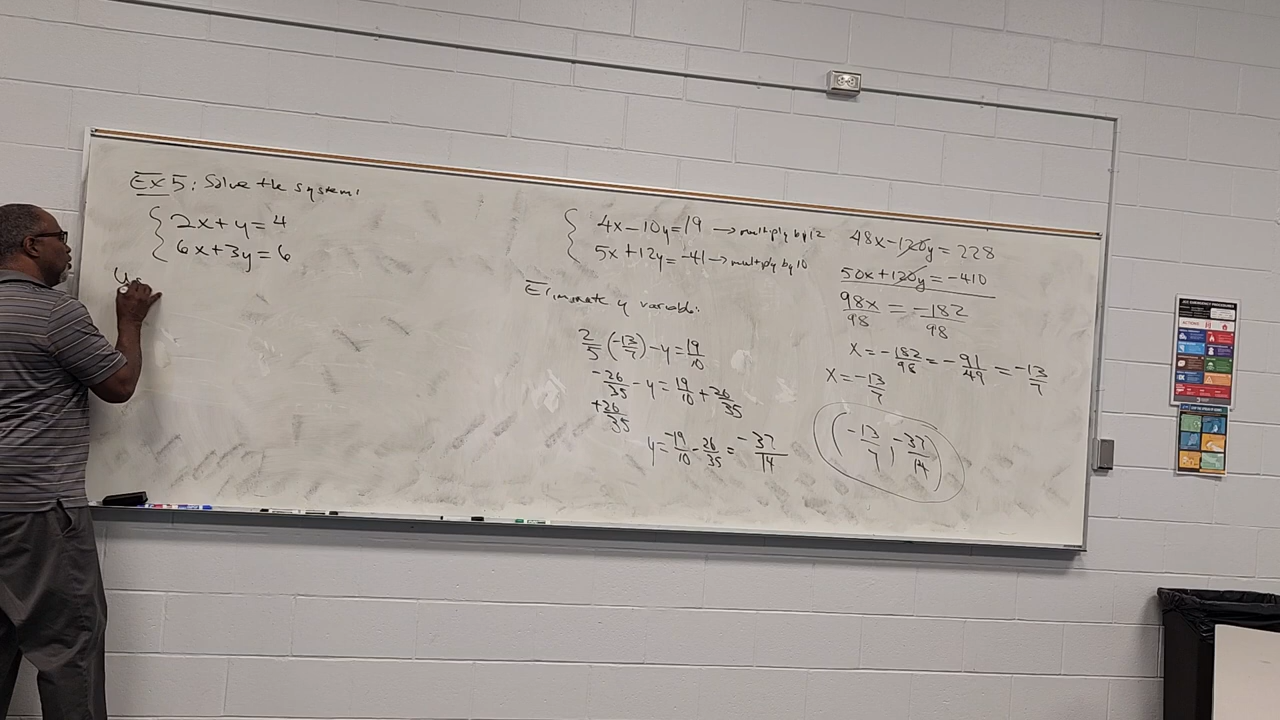 Ex 5: Solve the system:
2x + y = 4
6x + 3y = 6
y =
4x - 10y = 19 → multiply by 12
5x + 12y = -41 → multiply by 10
Eliminate y variable:
2/5 (-13/7) - y = 19/10
-26/35 - y = 19/10 + 26/35
+26/35
y = -19/10 - 26/35 = -37/14
48x - 120y = 228
50x + 120y = -410
98x/98 = -182/98
x = -182/98 = -91/49 = -13/7
x = -13/7
(-13/7, -37/14)